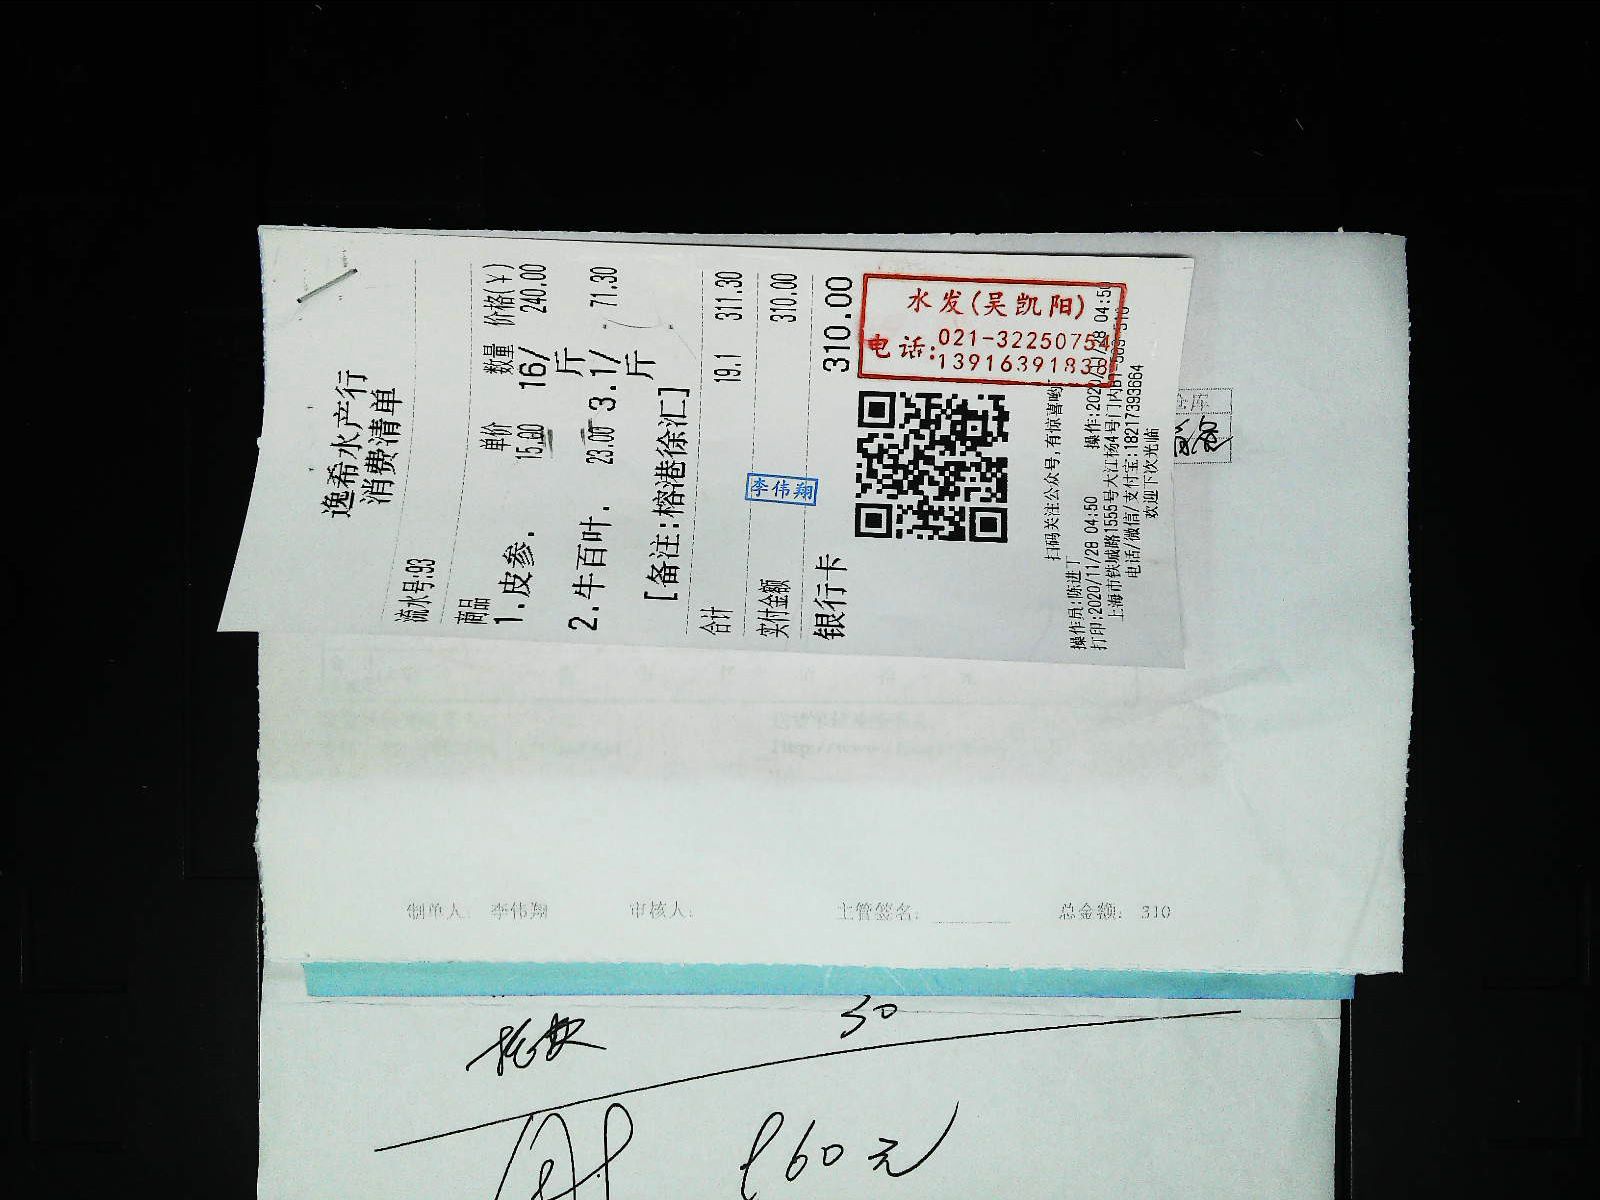 逸希水产行
消费清单
流水号:93
商品 单价 数量 价格(¥)
1.皮参. 15.00 16/斤 240.00
2.牛百叶. 23.00 3.1/斤 71.30
[备注:榕港徐汇]
合计 19.1 311.30
实付金额 310.00
李伟翔
银行卡 310.00
水发(吴凯阳)
电话:021-32250754
13916391836
扫码关注公众号,有惊喜哟
操作员:陈进丁
打印:2020/11/28 04:50 操作:2020/11/28 04:50
上海市铁城路1555号大江杨4号门内
电话/微信/支付宝:18217393664
欢迎下次光临
制单人: 李伟翔 审核人: 主管签名: 总金额: 310
50
860元